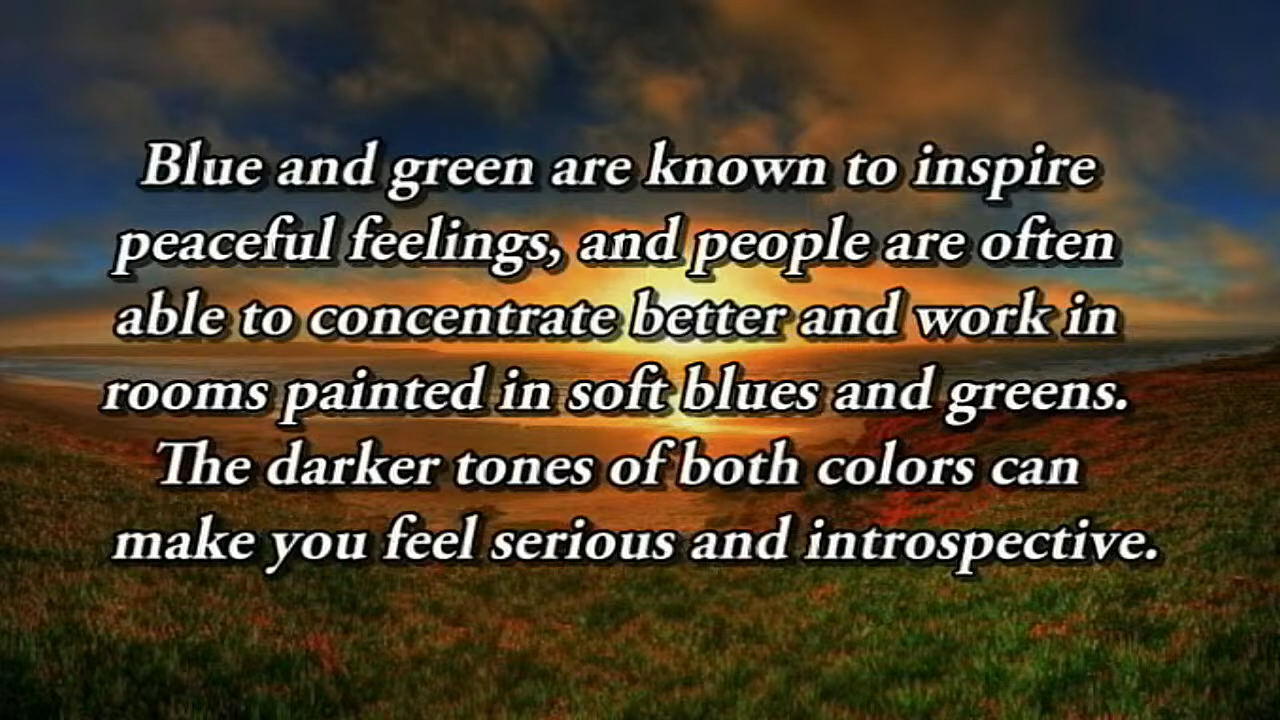 Blue and green are known to inspire
peaceful feelings, and people are often
able to concentrate better and work in
rooms painted in soft blues and greens.
The darker tones of both colors can
make you feel serious and introspective.